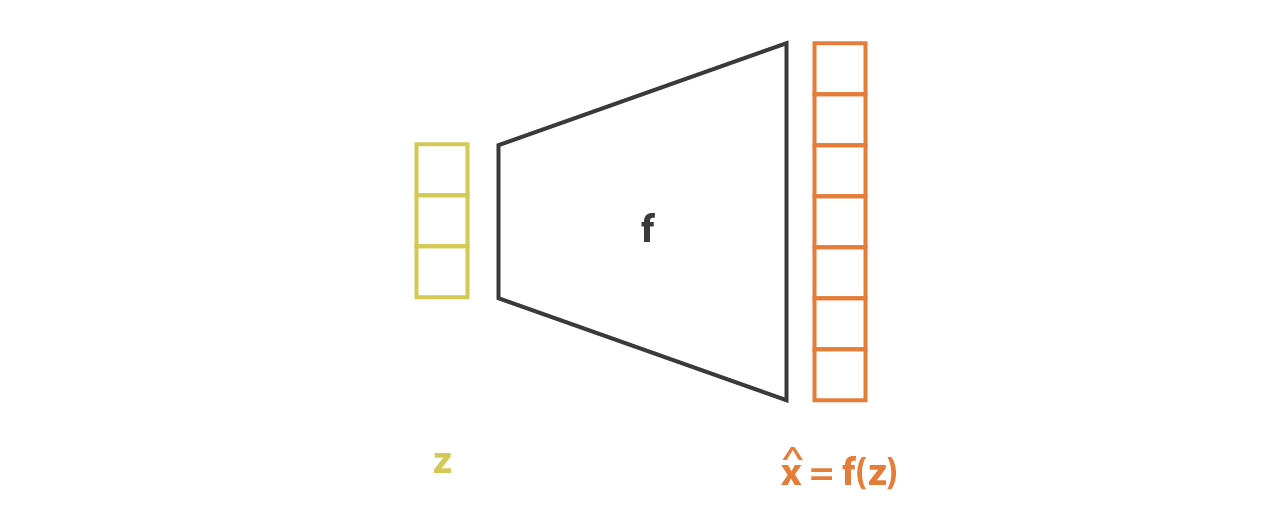 f
z
x̂ = f(z)